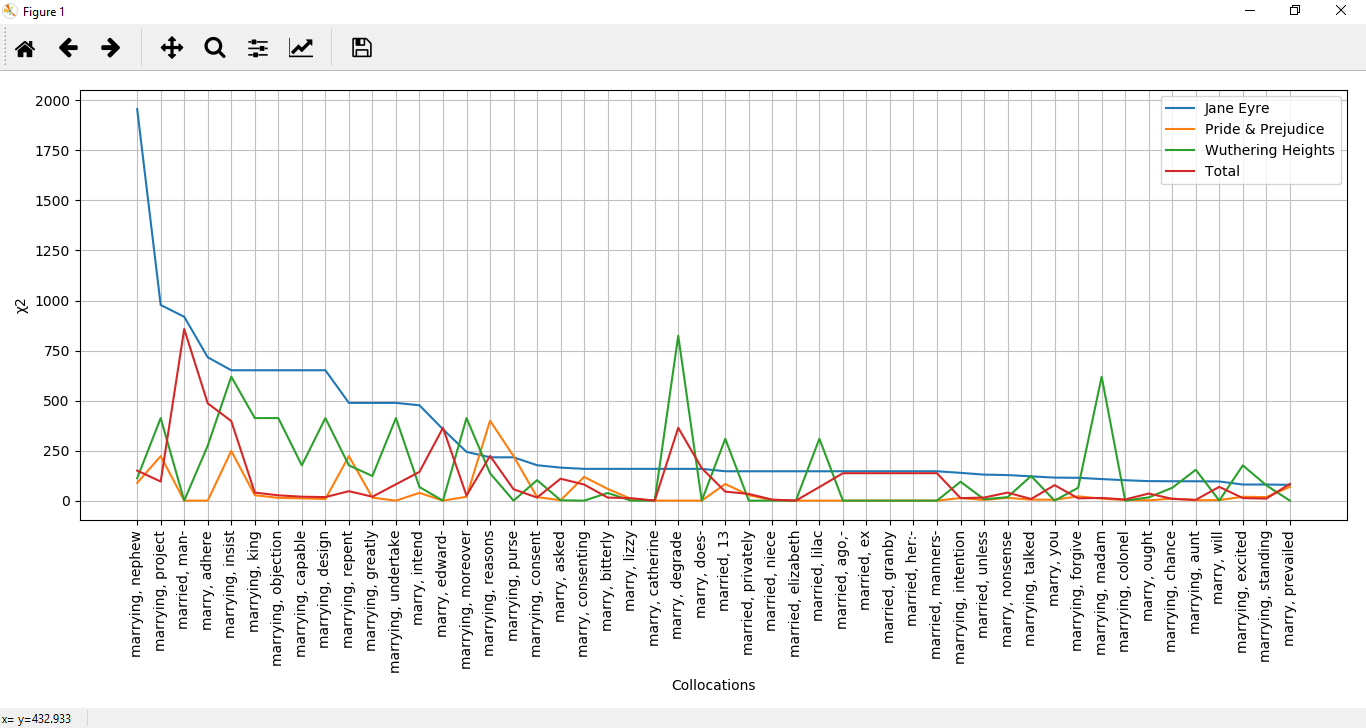 Figure 1
2000
1750
1500
1250
1000
750
500
250
0
χ2
Jane Eyre
Pride & Prejudice
Wuthering Heights
Total
marrying, nephew
marrying, project
married, man-
marry, adhere
marrying, insist
marrying, king
marrying, objection
marrying, capable
marrying, design
marrying, repent
marrying, greatly
marrying, undertake
marry, intend
marry, edward-
marrying, moreover
marrying, reasons
marrying, purse
marrying, consent
marry, asked
marry, consenting
marry, bitterly
marry, lizzy
marry, catherine
marry, degrade
marry, does-
married, 13
married, privately
married, niece
married, elizabeth
married, lilac
married, ago.-
married, ex
married, granby
married, her:-
married, manners-
marrying, intention
married, unless
marry, nonsense
marrying, talked
marry, you
marrying, forgive
marrying, madam
marrying, colonel
marry, ought
marrying, chance
marrying, aunt
marry, will
marrying, excited
marrying, standing
marry, prevailed
Collocations
x= y=432.933